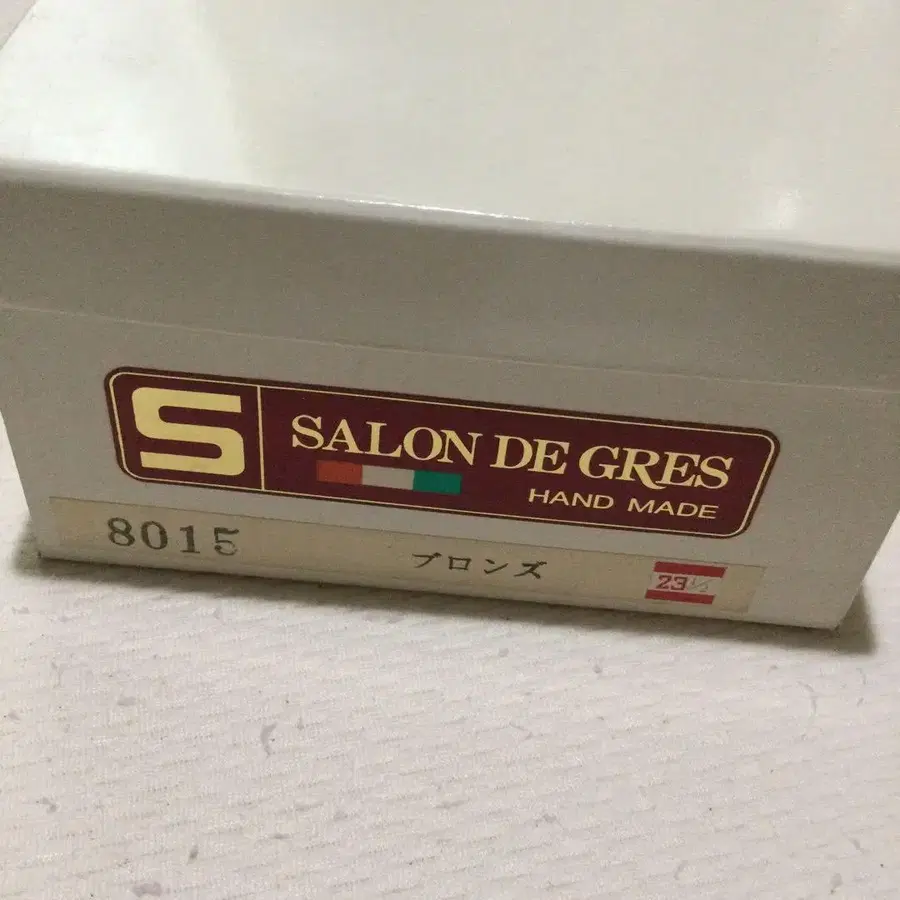 S
SALON DE GRES
HAND MADE
8015 ブロンズ 23½